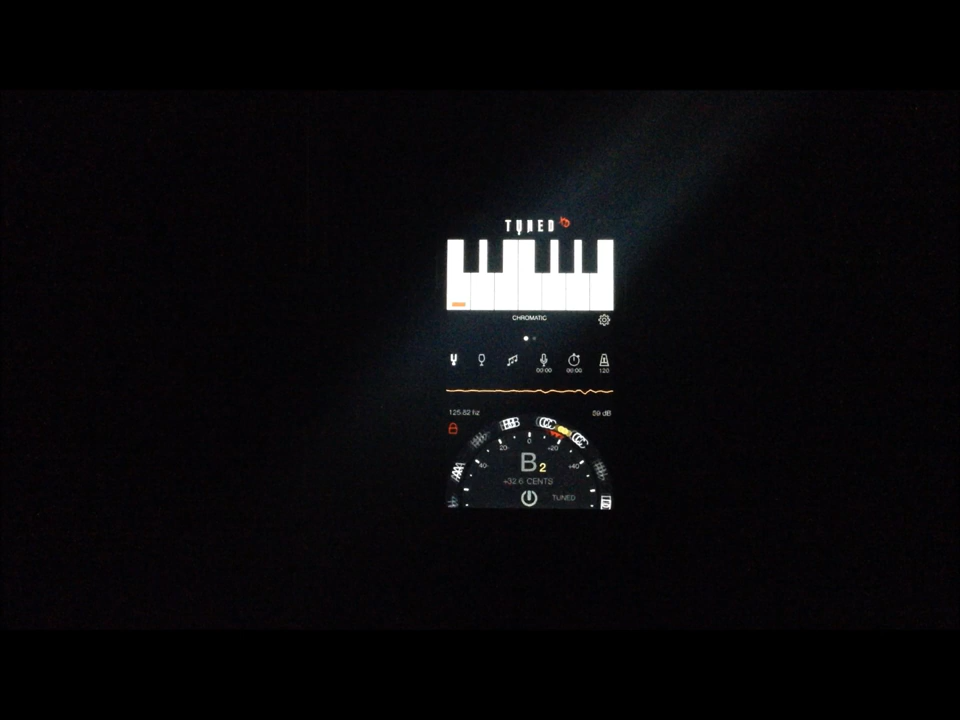 TUNED
CHROMATIC
00:00 00:00 120
125.82 hz 59 dB
-40 -20 0 +20 +40
B2
+32.6 CENTS
TUNED